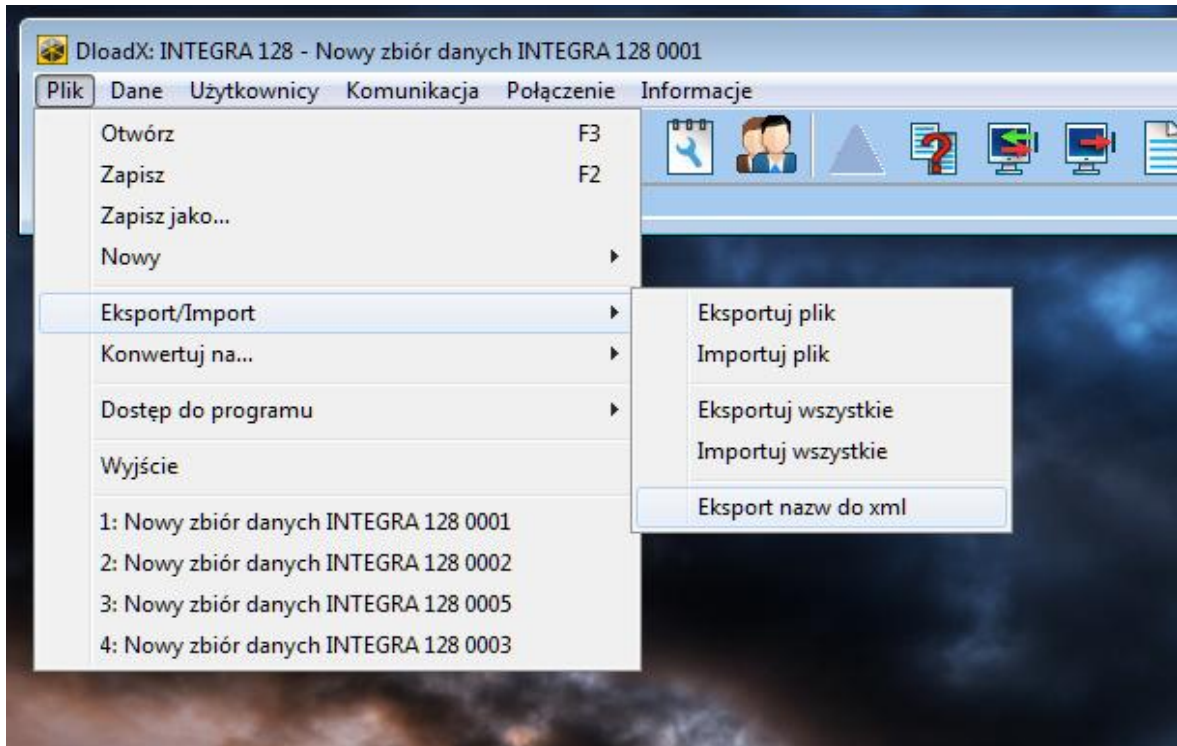 DloadX: INTEGRA 128 - Nowy zbiór danych INTEGRA 128 0001
Plik Dane Użytkownicy Komunikacja Połączenie Informacje
Otwórz F3
Zapisz F2
Zapisz jako...
Nowy
Eksport/Import
Konwertuj na...
Dostęp do programu
Wyjście
1: Nowy zbiór danych INTEGRA 128 0001
2: Nowy zbiór danych INTEGRA 128 0002
3: Nowy zbiór danych INTEGRA 128 0005
4: Nowy zbiór danych INTEGRA 128 0003
Eksportuj plik
Importuj plik
Eksportuj wszystkie
Importuj wszystkie
Eksport nazw do xml